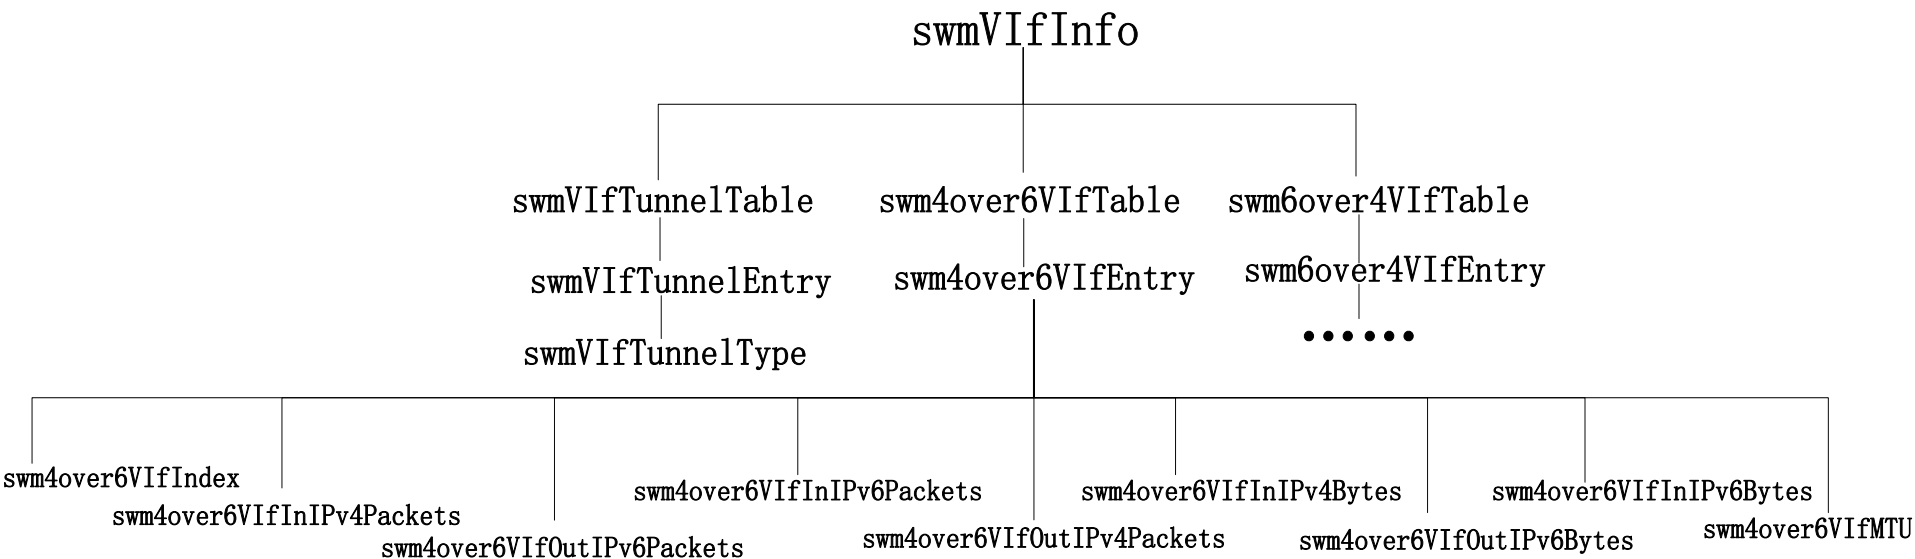 swmVIfInfo
swmVIfTunnelTable
swm4over6VIfTable
swm6over4VIfTable
swmVIfTunnelEntry
swm4over6VIfEntry
swm6over4VIfEntry
swmVIfTunnelType
••••••
swm4over6VIfIndex
swm4over6VIfInIPv4Packets
swm4over6VIfOutIPv6Packets
swm4over6VIfInIPv6Packets
swm4over6VIfOutIPv4Packets
swm4over6VIfInIPv4Bytes
swm4over6VIfOutIPv6Bytes
swm4over6VIfInIPv6Bytes
swm4over6VIfMTU